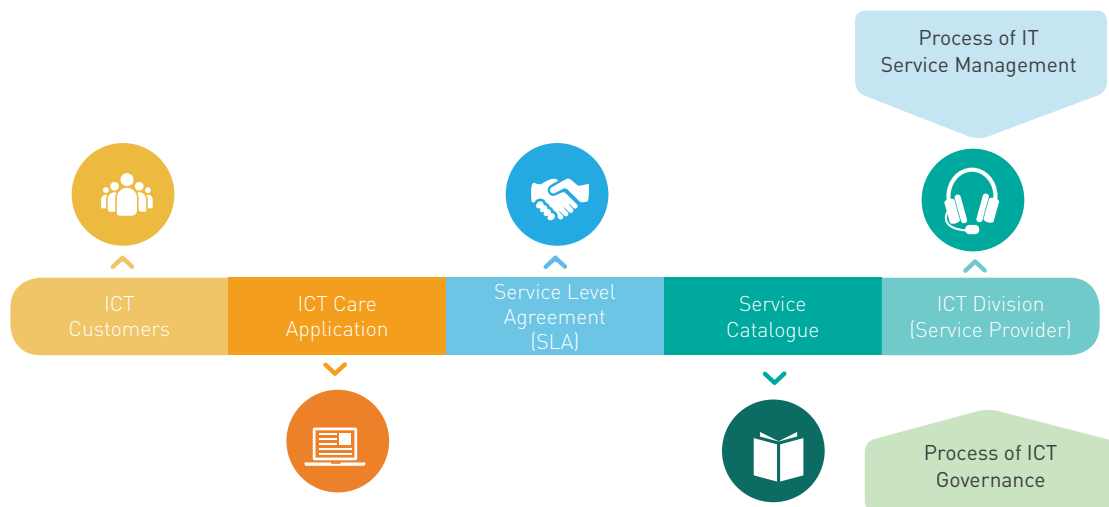 Process of IT
Service Management
ICT
Customers
ICT Care
Application
Service Level
Agreement
(SLA)
Service
Catalogue
ICT Division
(Service Provider)
Process of ICT
Governance